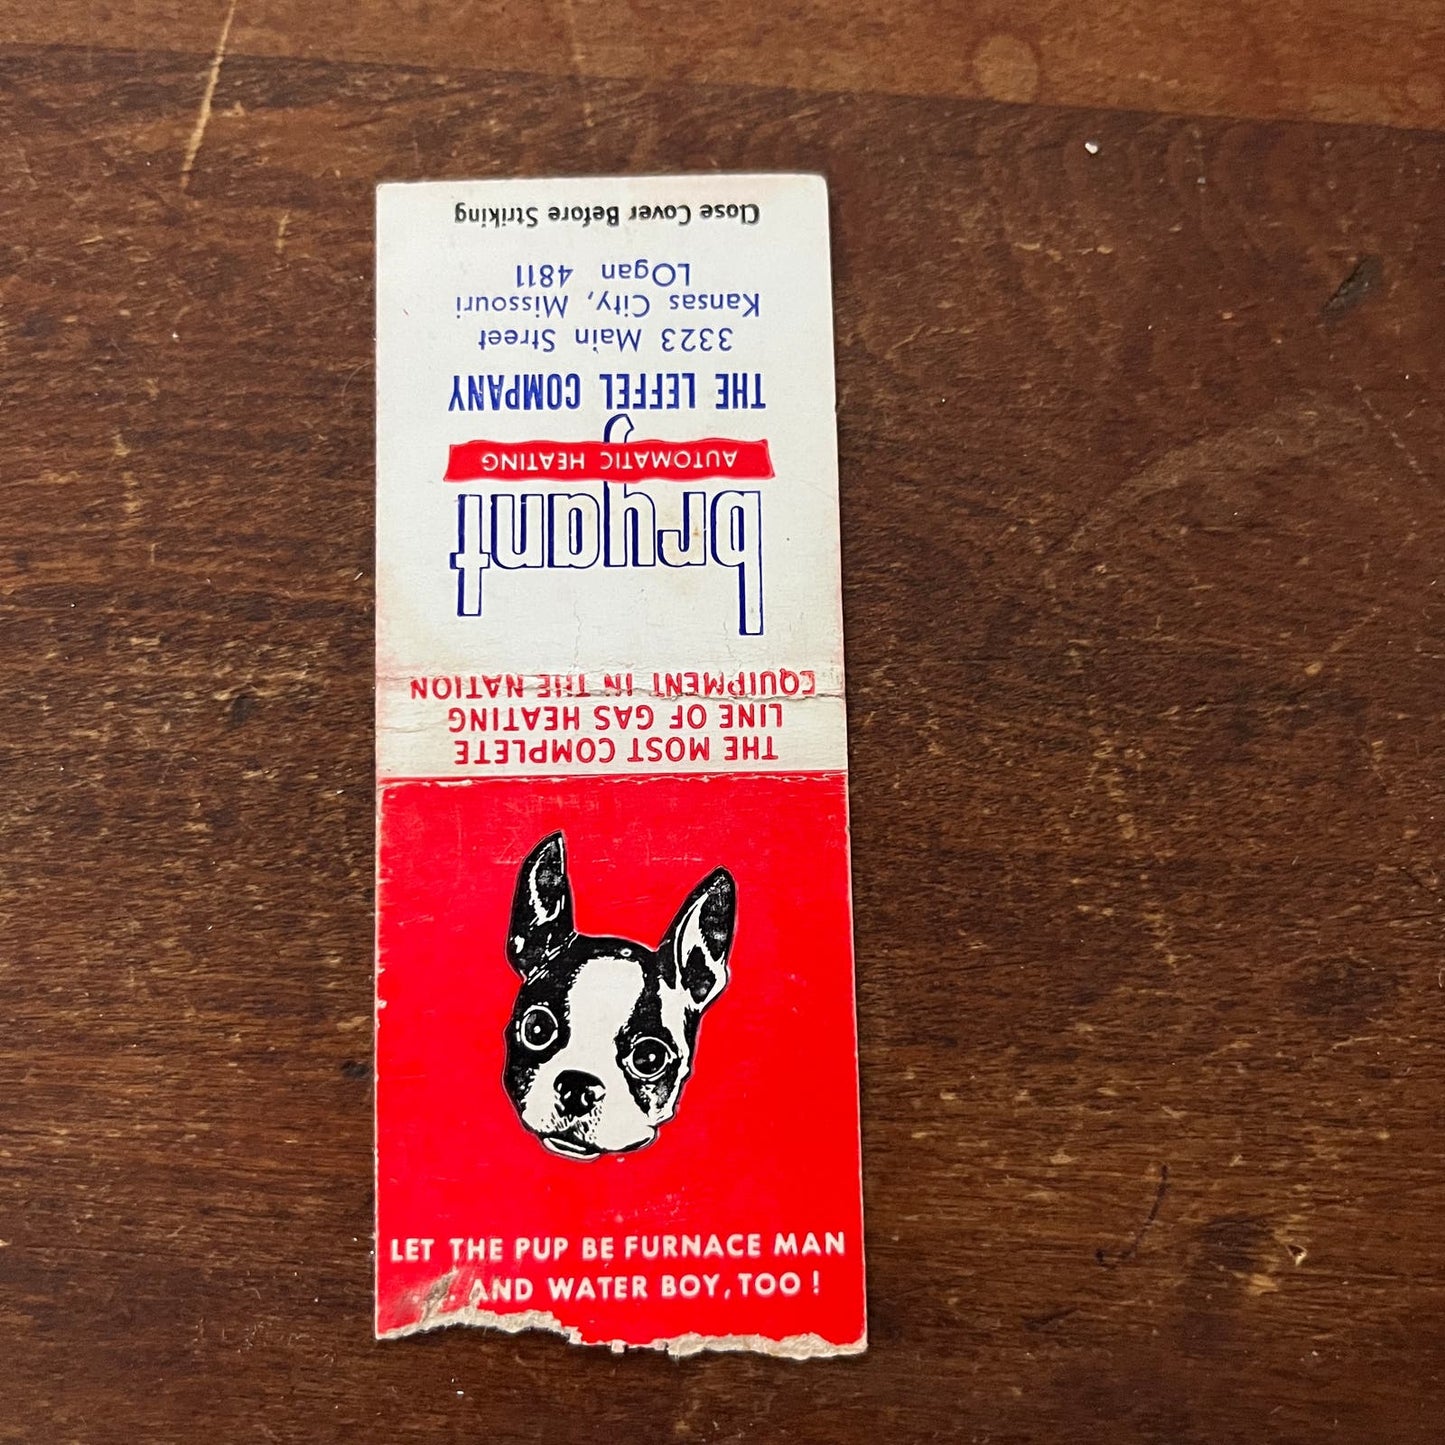 LET THE PUP BE FURNACE MAN
. . . AND WATER BOY, TOO !
THE MOST COMPLETE
LINE OF GAS HEATING
EQUIPMENT IN THE NATION
bryant
AUTOMATIC HEATING
THE LEFFEL COMPANY
3323 Main Street
Kansas City, Missouri
LOgan 4811
Close Cover Before Striking